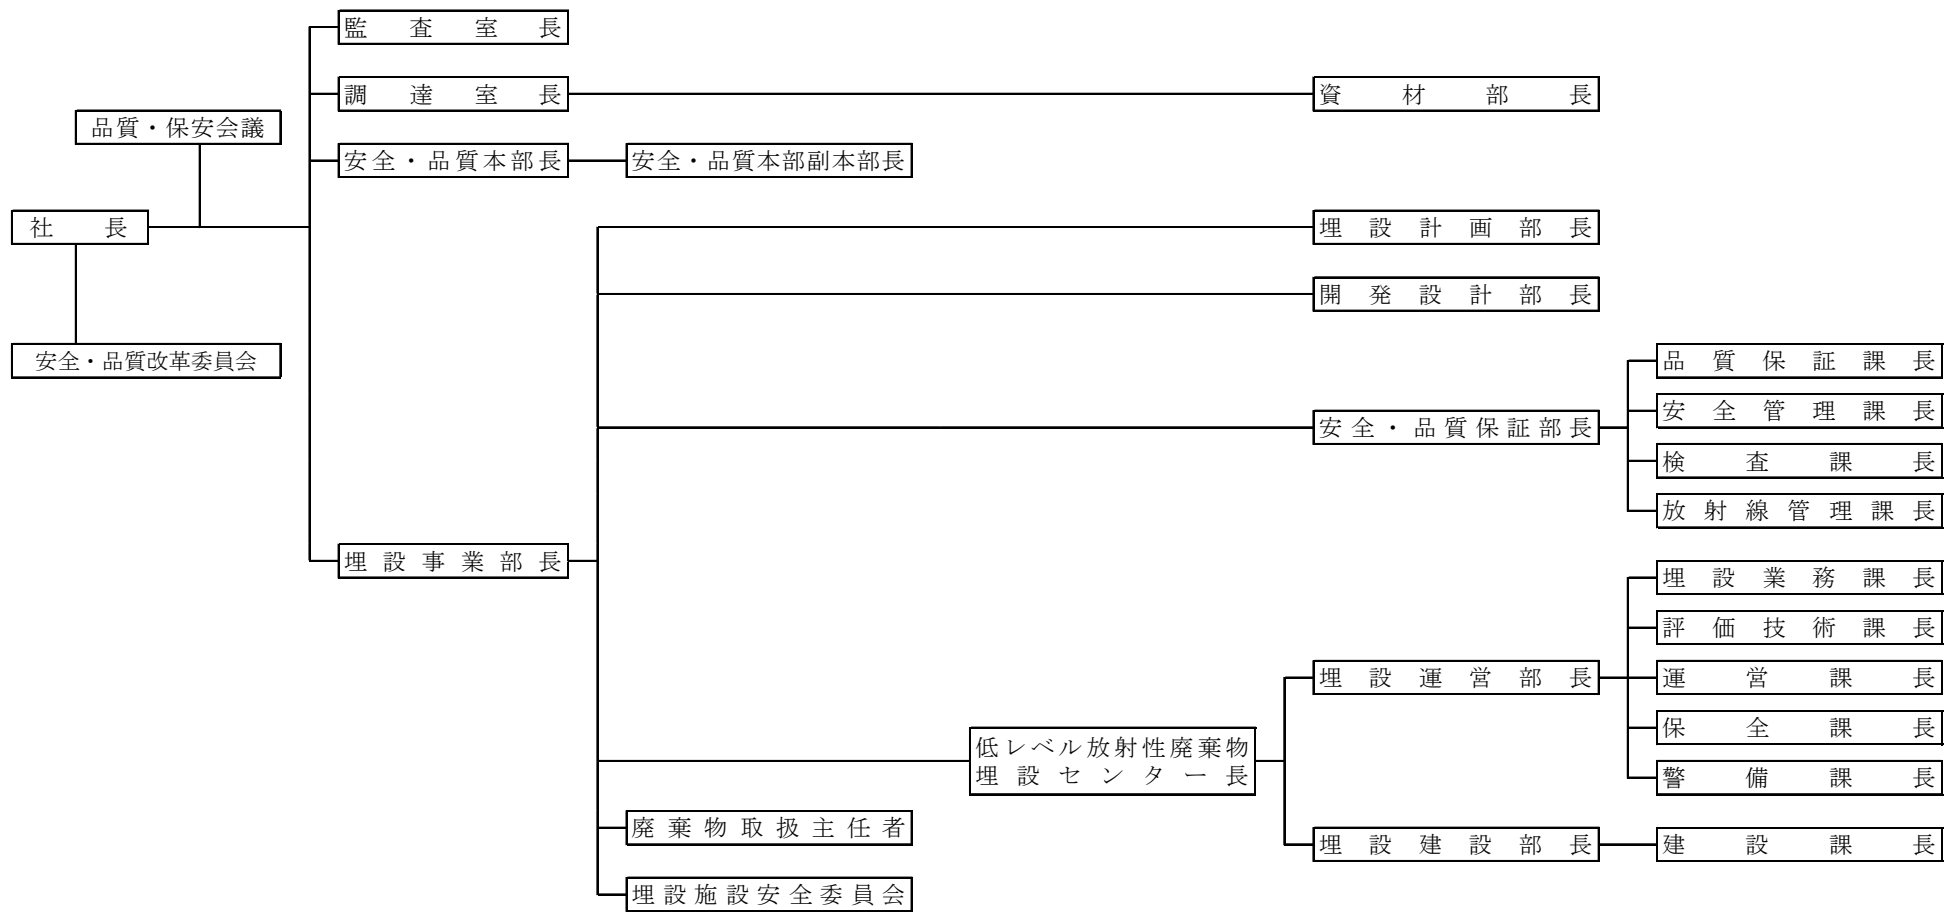 監査室長
調達室長
資材部長
品質・保安会議
安全・品質本部長
安全・品質本部副本部長
社長
埋設計画部長
開発設計部長
安全・品質改革委員会
品質保証課長
安全管理課長
安全・品質保証部長
検査課長
放射線管理課長
埋設事業部長
埋設業務課長
評価技術課長
埋設運営部長
運営課長
保全課長
低レベル放射性廃棄物
埋設センター長
警備課長
廃棄物取扱主任者
埋設建設部長
建設課長
埋設施設安全委員会